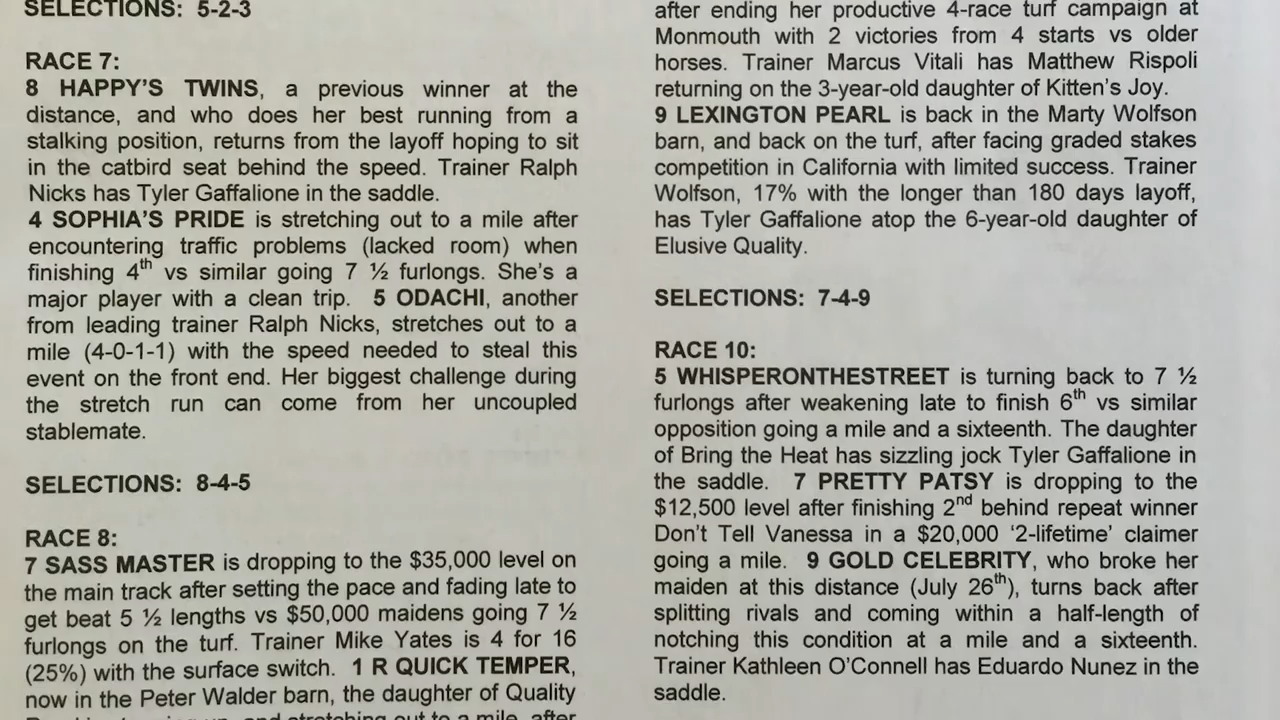 SELECTIONS: 5-2-3
RACE 7:
8 HAPPY'S TWINS, a previous winner at the
distance, and who does her best running from a
stalking position, returns from the layoff hoping to sit
in the catbird seat behind the speed. Trainer Ralph
Nicks has Tyler Gaffalione in the saddle.
4 SOPHIA'S PRIDE is stretching out to a mile after
encountering traffic problems (lacked room) when
finishing 4th vs similar going 7 ½ furlongs. She's a
major player with a clean trip. 5 ODACHI, another
from leading trainer Ralph Nicks, stretches out to a
mile (4-0-1-1) with the speed needed to steal this
event on the front end. Her biggest challenge during
the stretch run can come from her uncoupled
stablemate.
SELECTIONS: 8-4-5
RACE 8:
7 SASS MASTER is dropping to the $35,000 level on
the main track after setting the pace and fading late to
get beat 5 ½ lengths vs $50,000 maidens going 7 ½
furlongs on the turf. Trainer Mike Yates is 4 for 16
(25%) with the surface switch. 1 R QUICK TEMPER,
now in the Peter Walder barn, the daughter of Quality
and stretching out to a mile, after
after ending her productive 4-race turf campaign at
Monmouth with 2 victories from 4 starts vs older
horses. Trainer Marcus Vitali has Matthew Rispoli
returning on the 3-year-old daughter of Kitten's Joy.
9 LEXINGTON PEARL is back in the Marty Wolfson
barn, and back on the turf, after facing graded stakes
competition in California with limited success. Trainer
Wolfson, 17% with the longer than 180 days layoff,
has Tyler Gaffalione atop the 6-year-old daughter of
Elusive Quality.
SELECTIONS: 7-4-9
RACE 10:
5 WHISPERONTHESTREET is turning back to 7 ½
furlongs after weakening late to finish 6th vs similar
opposition going a mile and a sixteenth. The daughter
of Bring the Heat has sizzling jock Tyler Gaffalione in
the saddle. 7 PRETTY PATSY is dropping to the
$12,500 level after finishing 2nd behind repeat winner
Don't Tell Vanessa in a $20,000 '2-lifetime' claimer
going a mile. 9 GOLD CELEBRITY, who broke her
maiden at this distance (July 26th), turns back after
splitting rivals and coming within a half-length of
notching this condition at a mile and a sixteenth.
Trainer Kathleen O'Connell has Eduardo Nunez in the
saddle.